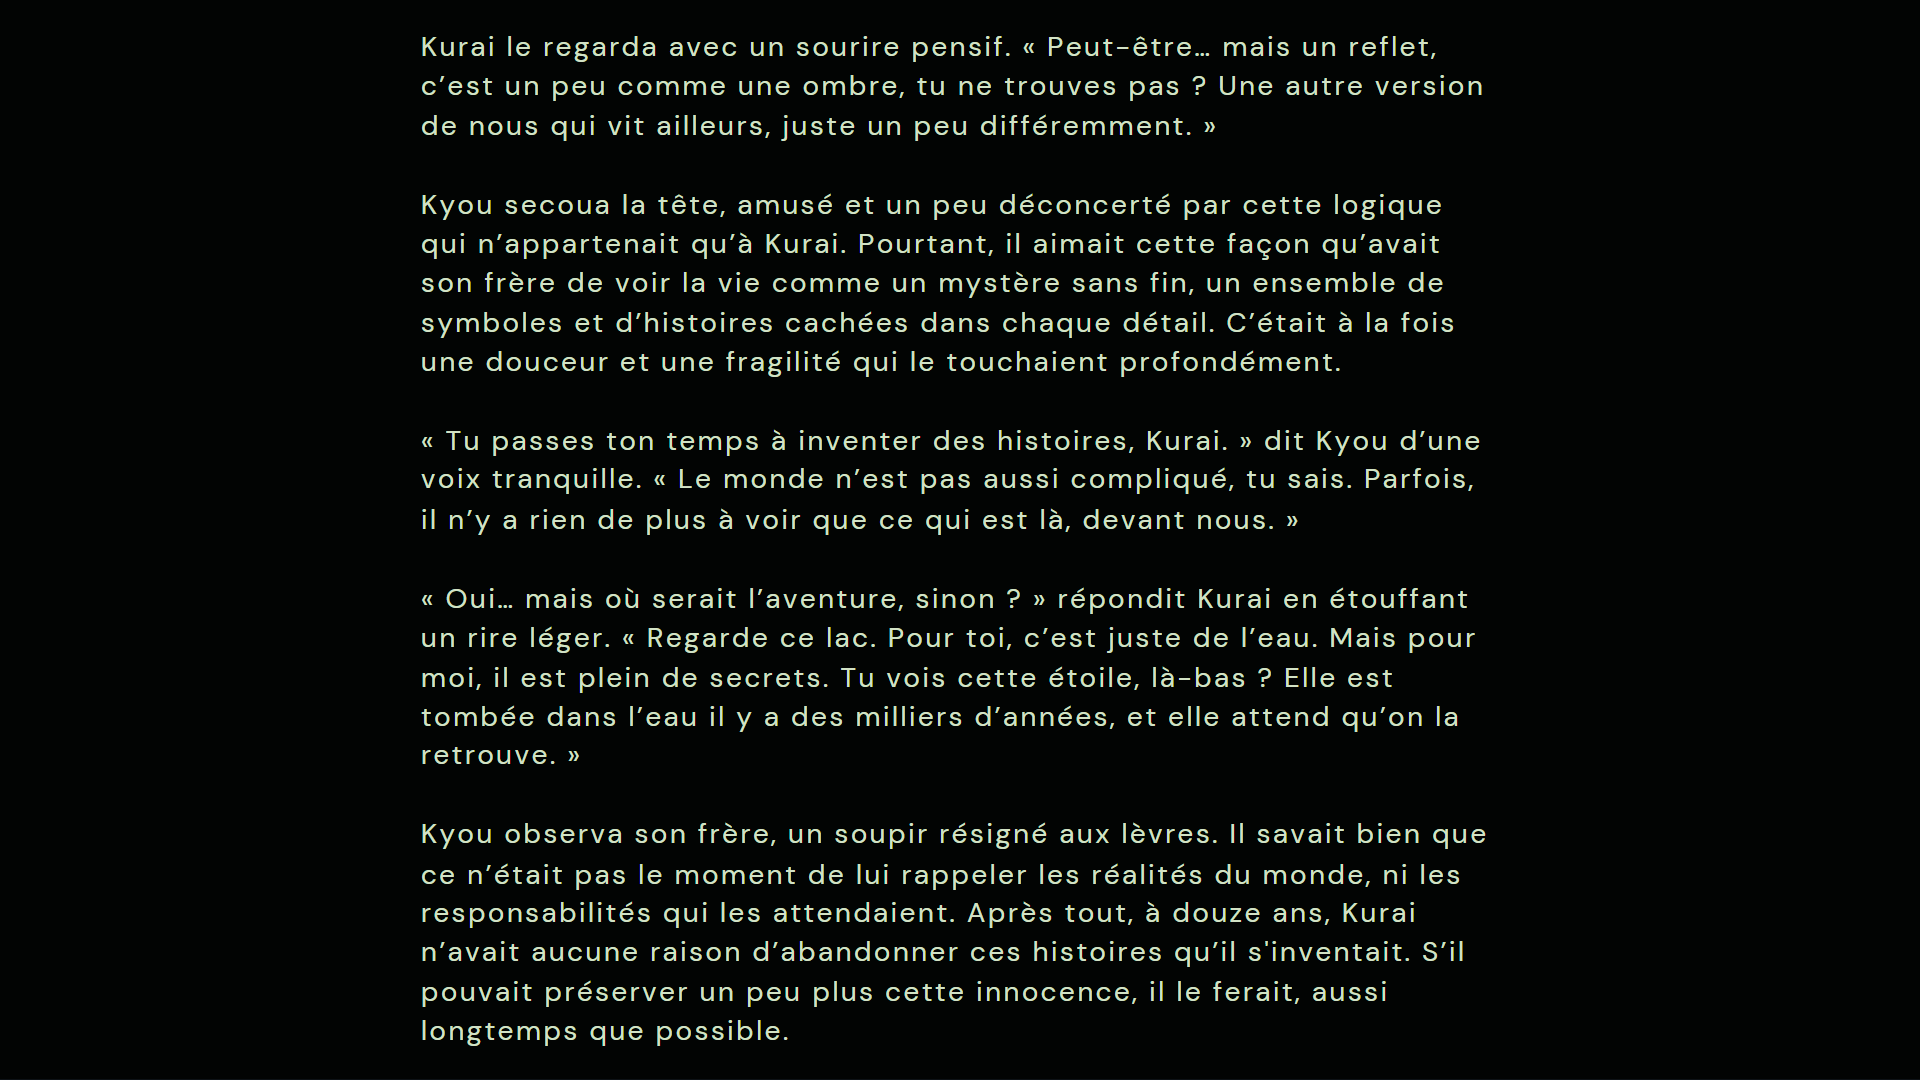 Kurai le regarda avec un sourire pensif. « Peut-être… mais un reflet,
c’est un peu comme une ombre, tu ne trouves pas ? Une autre version
de nous qui vit ailleurs, juste un peu différemment. »
Kyou secoua la tête, amusé et un peu déconcerté par cette logique
qui n’appartenait qu’à Kurai. Pourtant, il aimait cette façon qu’avait
son frère de voir la vie comme un mystère sans fin, un ensemble de
symboles et d’histoires cachées dans chaque détail. C’était à la fois
une douceur et une fragilité qui le touchaient profondément.
« Tu passes ton temps à inventer des histoires, Kurai. » dit Kyou d’une
voix tranquille. « Le monde n’est pas aussi compliqué, tu sais. Parfois,
il n’y a rien de plus à voir que ce qui est là, devant nous. »
« Oui… mais où serait l’aventure, sinon ? » répondit Kurai en étouffant
un rire léger. « Regarde ce lac. Pour toi, c’est juste de l’eau. Mais pour
moi, il est plein de secrets. Tu vois cette étoile, là-bas ? Elle est
tombée dans l’eau il y a des milliers d’années, et elle attend qu’on la
retrouve. »
Kyou observa son frère, un soupir résigné aux lèvres. Il savait bien que
ce n’était pas le moment de lui rappeler les réalités du monde, ni les
responsabilités qui les attendaient. Après tout, à douze ans, Kurai
n’avait aucune raison d’abandonner ces histoires qu’il s'inventait. S’il
pouvait préserver un peu plus cette innocence, il le ferait, aussi
longtemps que possible.